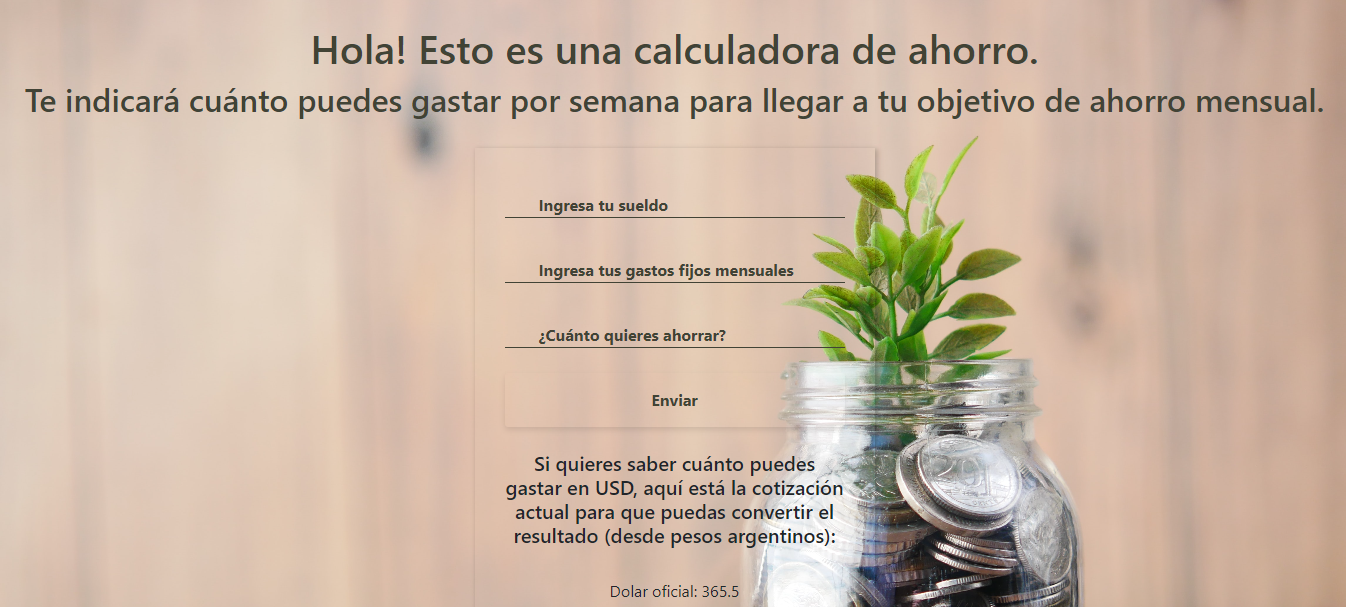 Hola! Esto es una calculadora de ahorro.
Te indicará cuánto puedes gastar por semana para llegar a tu objetivo de ahorro mensual.
Ingresa tu sueldo
Ingresa tus gastos fijos mensuales
¿Cuánto quieres ahorrar?
Enviar
Si quieres saber cuánto puedes
gastar en USD, aquí está la cotización
actual para que puedas convertir el
resultado (desde pesos argentinos):
Dolar oficial: 365.5